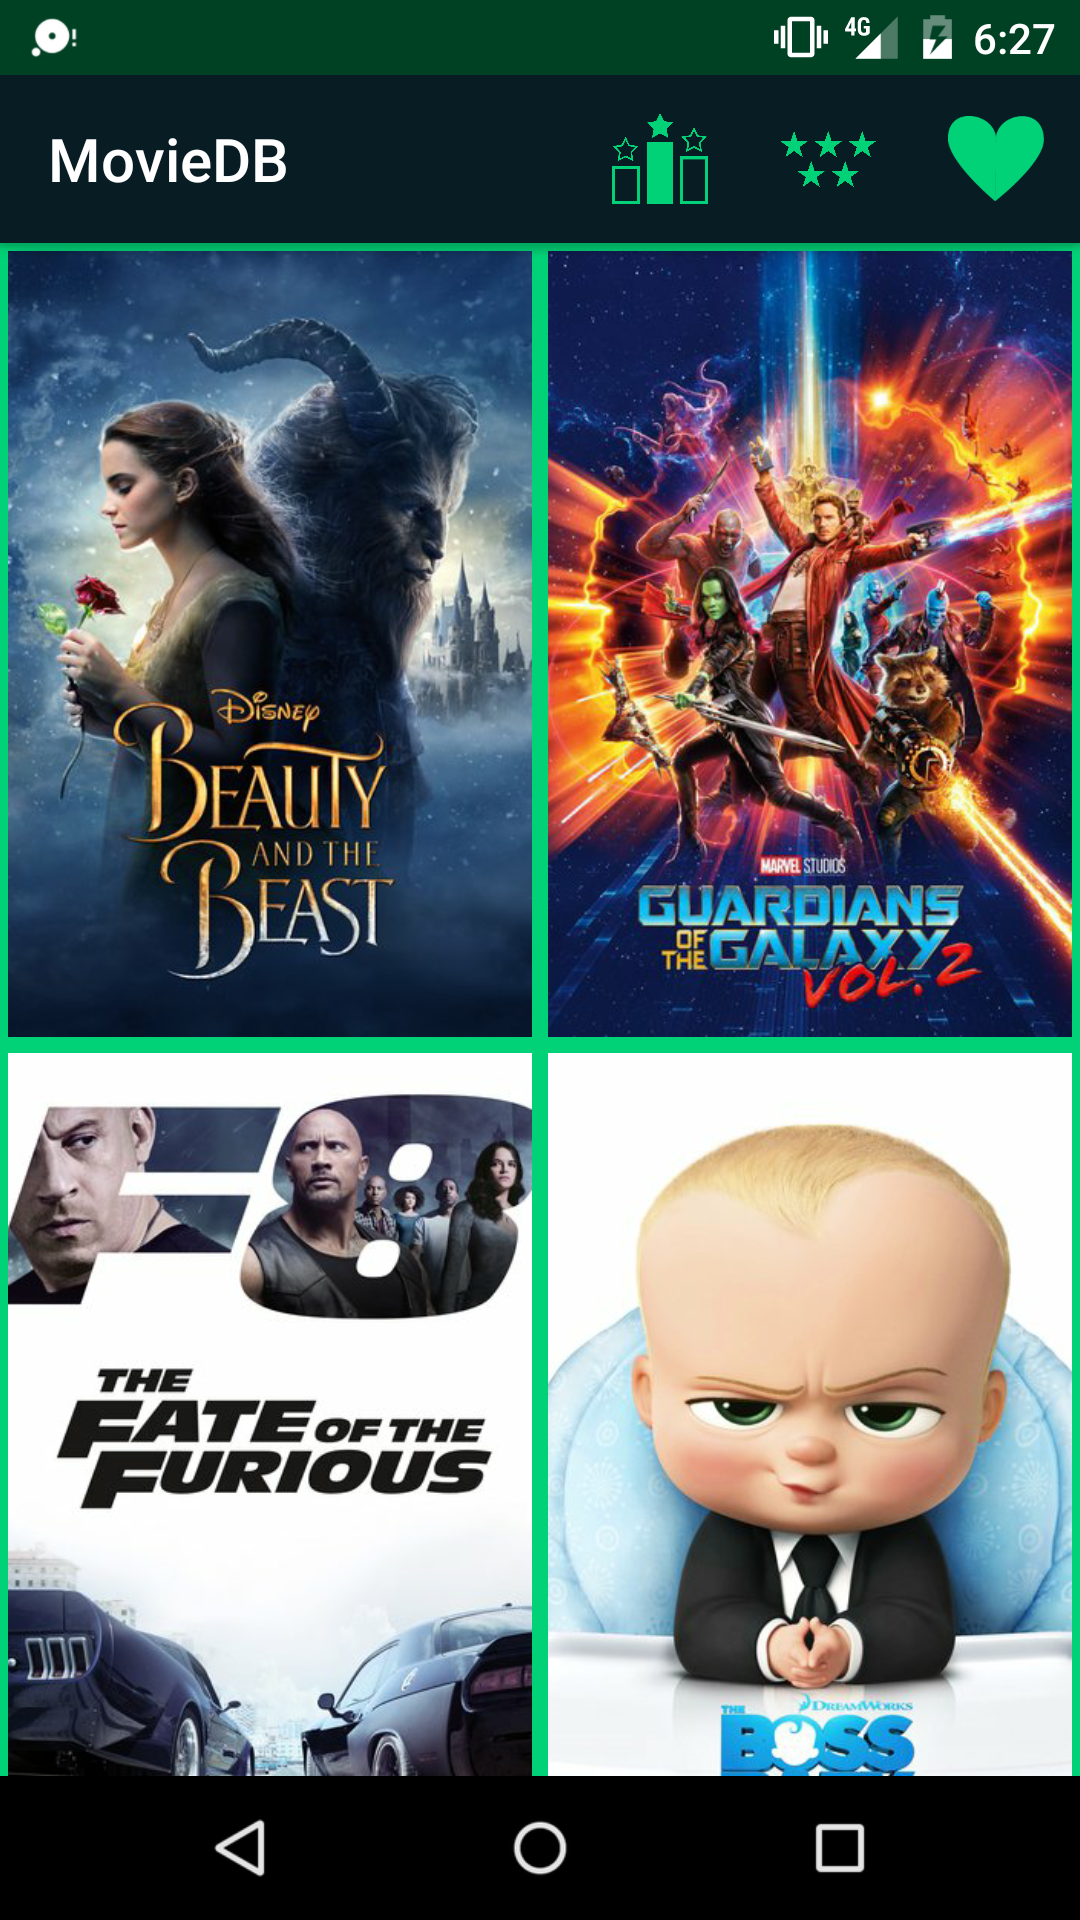 4G 6:27
MovieDB
Disney
BEAUTY
AND THE
BEAST
MARVEL STUDIOS
GUARDIANS
OF THE GALAXY
VOL. 2
F8
THE
FATE OF THE
FURIOUS
THE
DREAMWORKS
BOSS